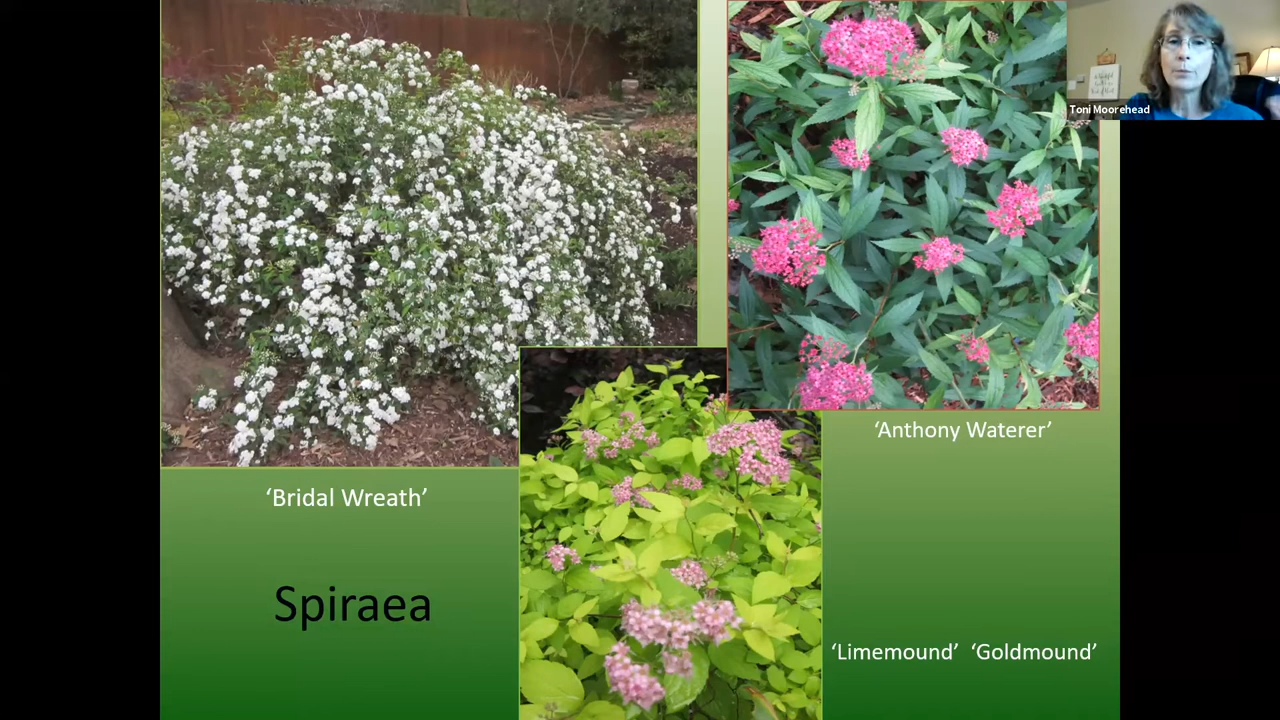 Toni Moorehead
'Anthony Waterer'
'Bridal Wreath'
Spiraea
'Limemound' 'Goldmound'